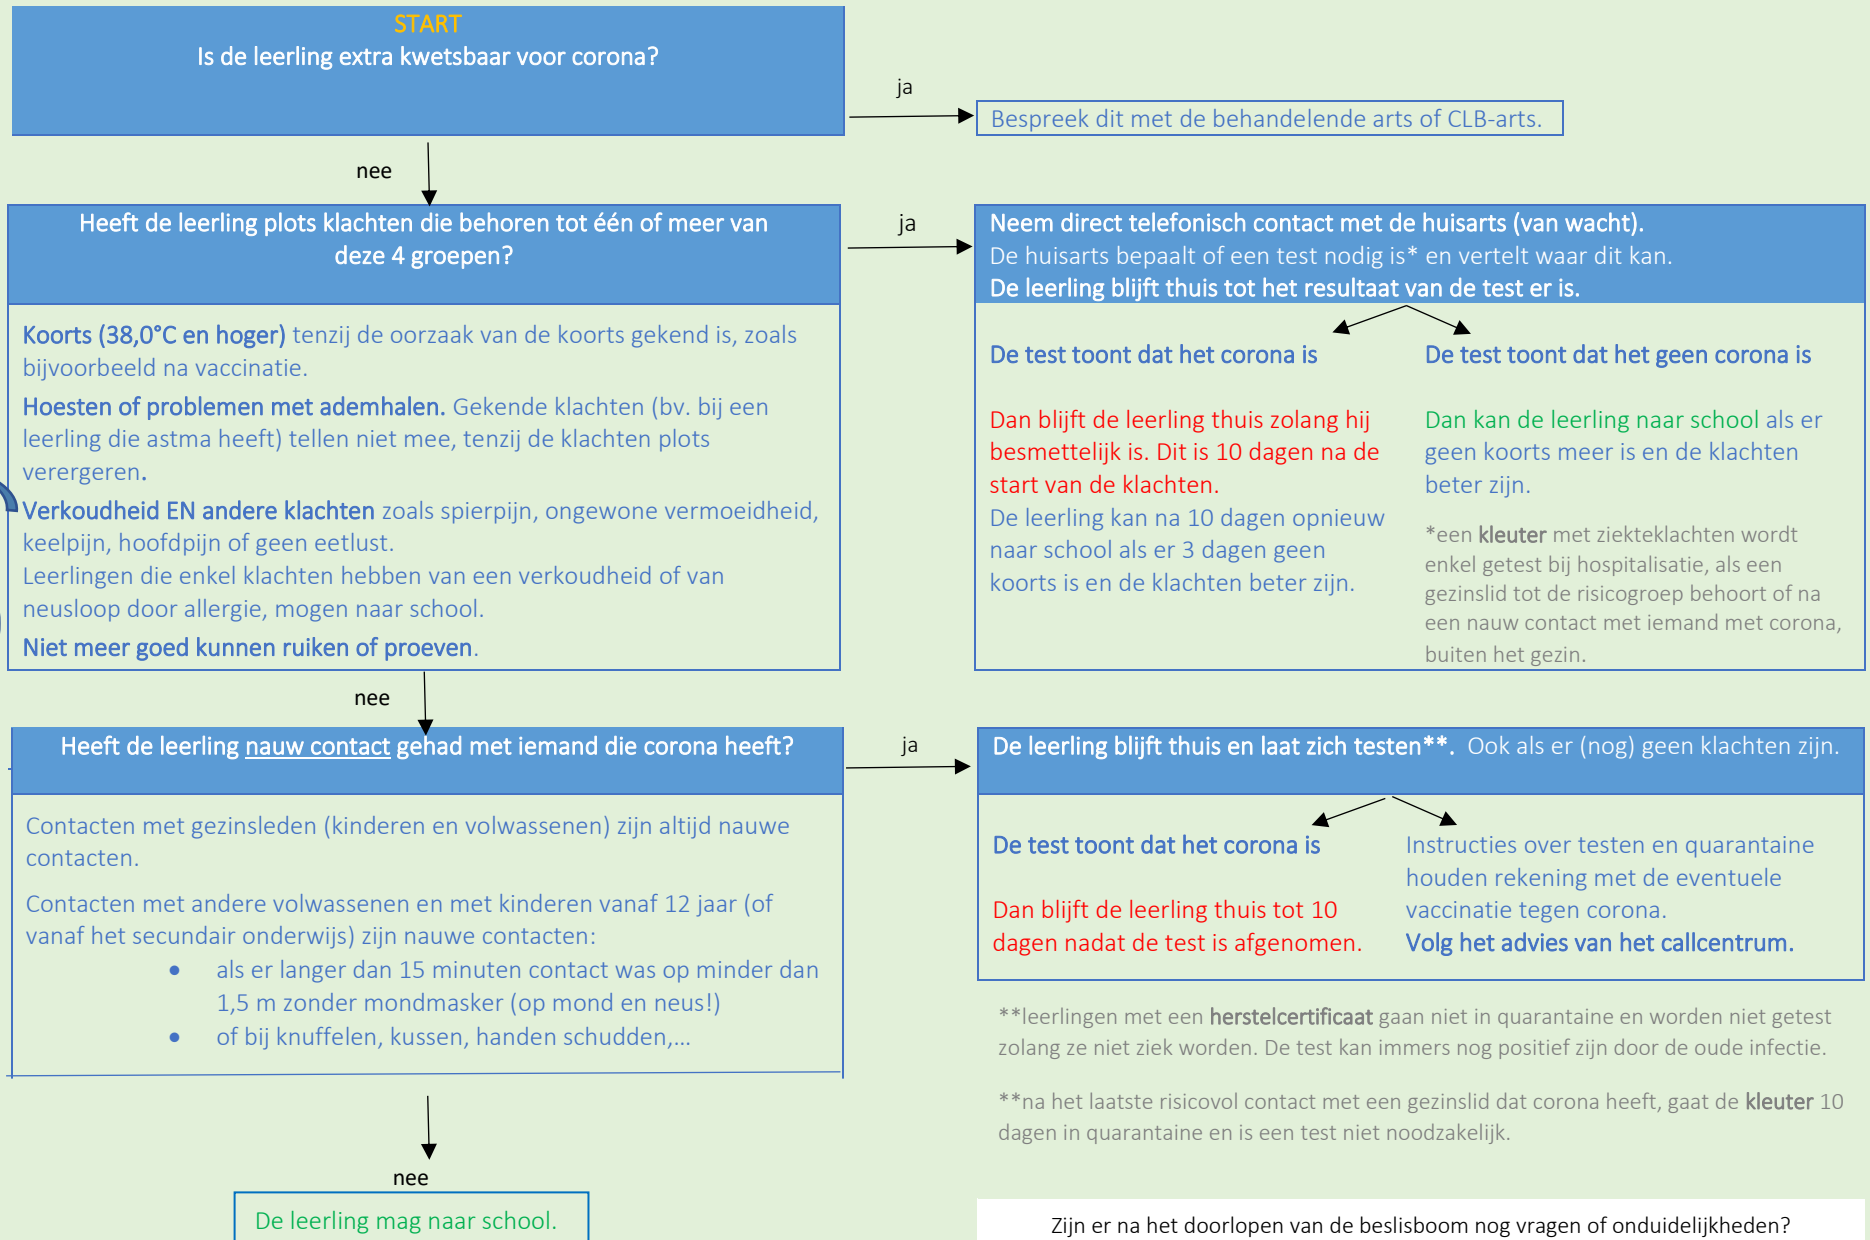 START
Is de leerling extra kwetsbaar voor corona?
ja
Bespreek dit met de behandelende arts of CLB-arts.
nee
Heeft de leerling plots klachten die behoren tot één of meer van
deze 4 groepen?
ja
Neem direct telefonisch contact met de huisarts (van wacht).
De huisarts bepaalt of een test nodig is* en vertelt waar dit kan.
De leerling blijft thuis tot het resultaat van de test er is.
Koorts (38,0°C en hoger) tenzij de oorzaak van de koorts gekend is, zoals
bijvoorbeeld na vaccinatie.
Hoesten of problemen met ademhalen. Gekende klachten (bv. bij een
leerling die astma heeft) tellen niet mee, tenzij de klachten plots
verergeren.
Verkoudheid EN andere klachten zoals spierpijn, ongewone vermoeidheid,
keelpijn, hoofdpijn of geen eetlust.
Leerlingen die enkel klachten hebben van een verkoudheid of van
neusloop door allergie, mogen naar school.
Niet meer goed kunnen ruiken of proeven.
De test toont dat het corona is
Dan blijft de leerling thuis zolang hij
besmettelijk is. Dit is 10 dagen na de
start van de klachten.
De leerling kan na 10 dagen opnieuw
naar school als er 3 dagen geen
koorts is en de klachten beter zijn.
De test toont dat het geen corona is
Dan kan de leerling naar school als er
geen koorts meer is en de klachten
beter zijn.
*een kleuter met ziekteklachten wordt
enkel getest bij hospitalisatie, als een
gezinslid tot de risicogroep behoort of na
een nauw contact met iemand met corona,
buiten het gezin.
nee
Heeft de leerling nauw contact gehad met iemand die corona heeft?
ja
De leerling blijft thuis en laat zich testen**. Ook als er (nog) geen klachten zijn.
Contacten met gezinsleden (kinderen en volwassenen) zijn altijd nauwe
contacten.
Contacten met andere volwassenen en met kinderen vanaf 12 jaar (of
vanaf het secundair onderwijs) zijn nauwe contacten:
• als er langer dan 15 minuten contact was op minder dan
1,5 m zonder mondmasker (op mond en neus!)
• of bij knuffelen, kussen, handen schudden,…
De test toont dat het corona is
Dan blijft de leerling thuis tot 10
dagen nadat de test is afgenomen.
Instructies over testen en quarantaine
houden rekening met de eventuele
vaccinatie tegen corona.
Volg het advies van het callcentrum.
**leerlingen met een herstelcertificaat gaan niet in quarantaine en worden niet getest
zolang ze niet ziek worden. De test kan immers nog positief zijn door de oude infectie.
**na het laatste risicovol contact met een gezinslid dat corona heeft, gaat de kleuter 10
dagen in quarantaine en is een test niet noodzakelijk.
nee
De leerling mag naar school.
Zijn er na het doorlopen van de beslisboom nog vragen of onduidelijkheden?